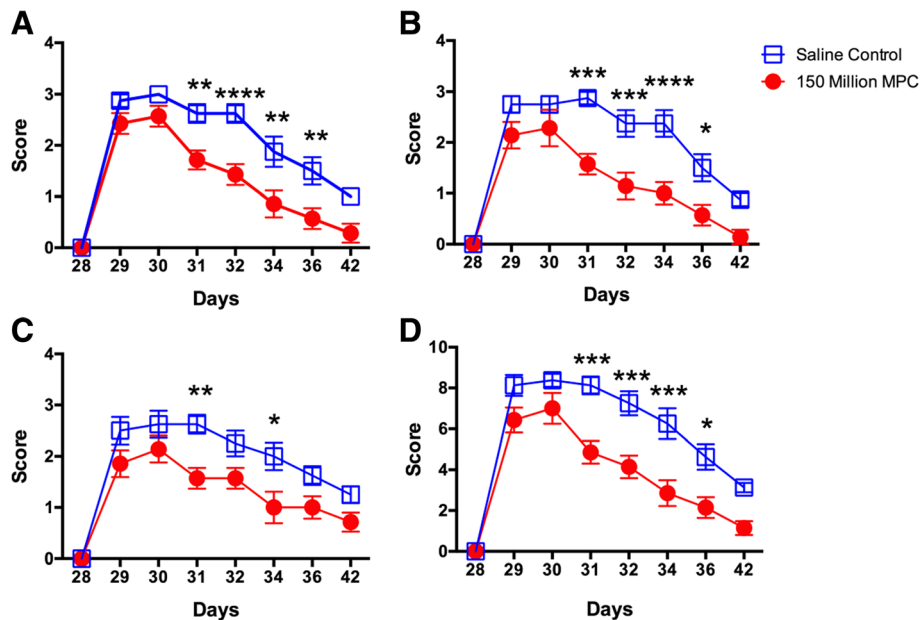 A
4
3
2
1
0
Score
** **** ** **
28 29 30 31 32 34 36 42
Days
B
4
3
2
1
0
Score
*** *** **** *
28 29 30 31 32 34 36 42
Days
Saline Control
150 Million MPC
C
4
3
2
1
0
Score
** *
28 29 30 31 32 34 36 42
Days
D
10
8
6
4
2
0
Score
*** *** *** *
28 29 30 31 32 34 36 42
Days